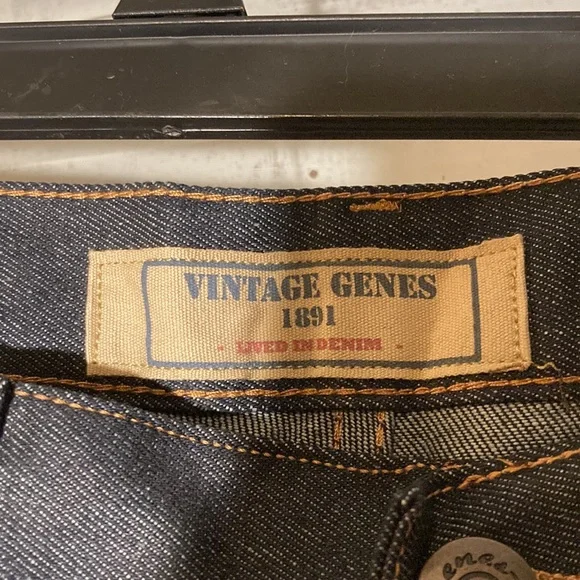 VINTAGE GENES
1891
- LIVED IN DENIM -